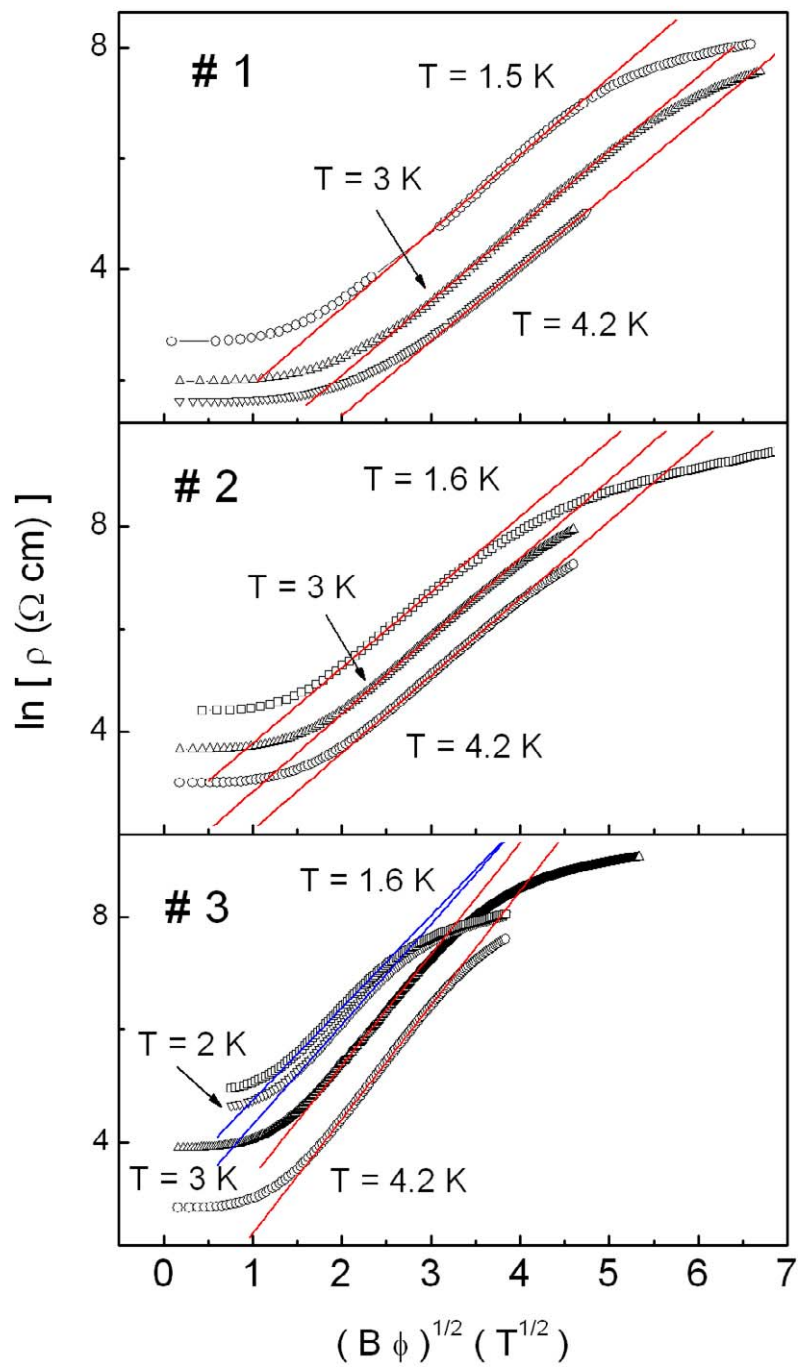 # 1
8
T = 1.5 K
T = 3 K
4
T = 4.2 K
# 2
T = 1.6 K
8
T = 3 K
4
T = 4.2 K
T = 1.6 K
# 3
8
T = 2 K
4
T = 3 K
T = 4.2 K
0 1 2 3 4 5 6 7
ln [ ρ (Ω cm) ]
( B ϕ )^{1/2} (T^{1/2})